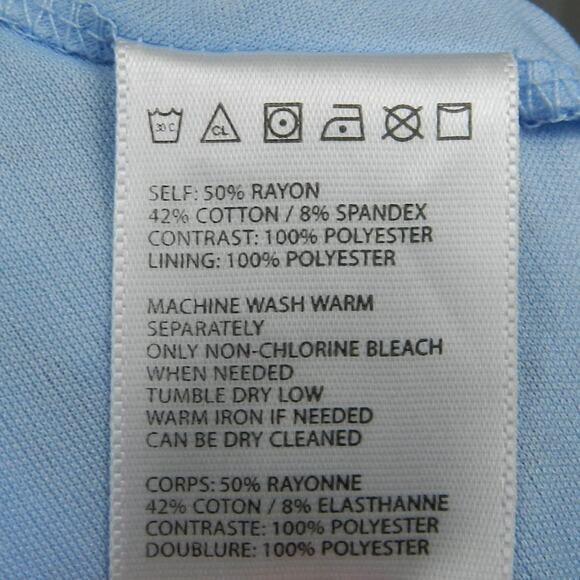 30 C CL
SELF: 50% RAYON
42% COTTON / 8% SPANDEX
CONTRAST: 100% POLYESTER
LINING: 100% POLYESTER
MACHINE WASH WARM
SEPARATELY
ONLY NON-CHLORINE BLEACH
WHEN NEEDED
TUMBLE DRY LOW
WARM IRON IF NEEDED
CAN BE DRY CLEANED
CORPS: 50% RAYONNE
42% COTON / 8% ELASTHANNE
CONTRASTE: 100% POLYESTER
DOUBLURE: 100% POLYESTER